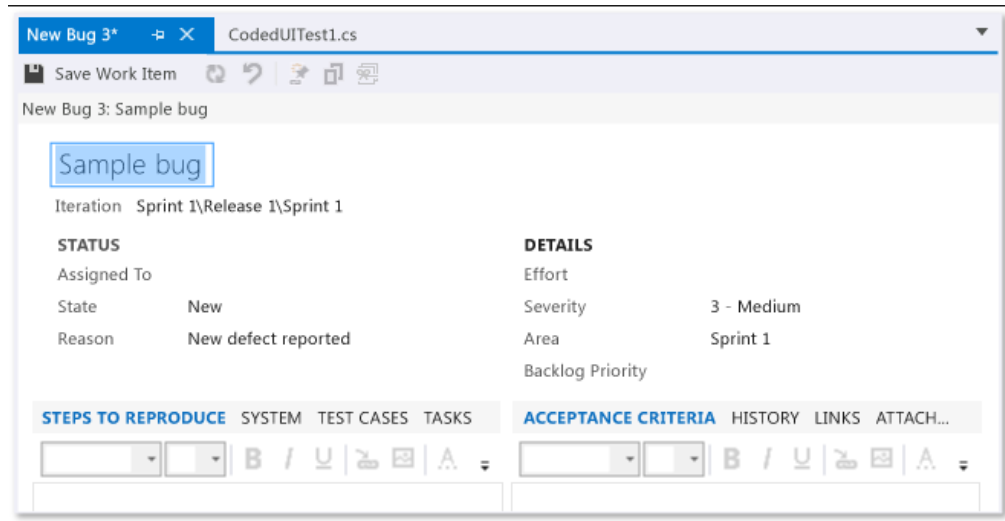 New Bug 3* CodedUITest1.cs
Save Work Item
New Bug 3: Sample bug
Sample bug
Iteration Sprint 1\Release 1\Sprint 1
STATUS
Assigned To
State New
Reason New defect reported
DETAILS
Effort
Severity 3 - Medium
Area Sprint 1
Backlog Priority
STEPS TO REPRODUCE SYSTEM TEST CASES TASKS
B I U A
ACCEPTANCE CRITERIA HISTORY LINKS ATTACH...
B I U A